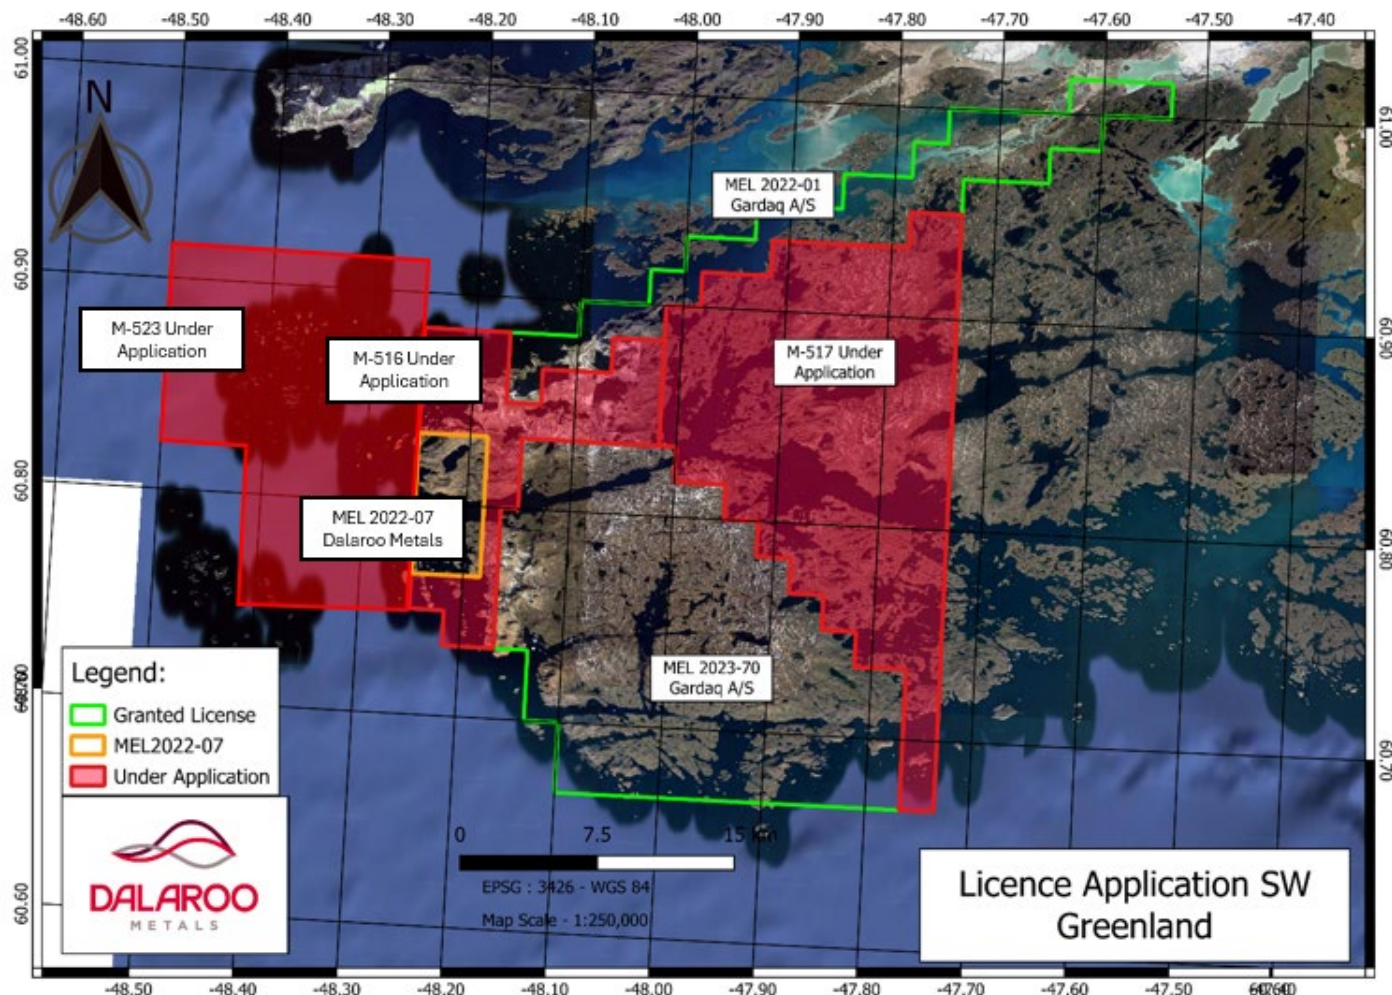 -48.60 -48.50 -48.40 -48.30 -48.20 -48.10 -48.00 -47.90 -47.80 -47.70 -47.60 -47.50 -47.40
61.00
N
61.00
MEL 2022-01
Gardaq A/S
60.90
M-523 Under
Application
M-516 Under
Application
M-517 Under
Application
60.90
60.80
MEL 2022-07
Dalaroo Metals
60.80
MEL 2023-70
Gardaq A/S
Legend:
Granted License
MEL2022-07
Under Application
60.70
0 7.5 15 km
EPSG : 3426 - WGS 84
Map Scale - 1:250,000
DALAROO
METALS
60.60
Licence Application SW
Greenland
-48.50 -48.40 -48.30 -48.20 -48.10 -48.00 -47.90 -47.80 -47.70 -47.60